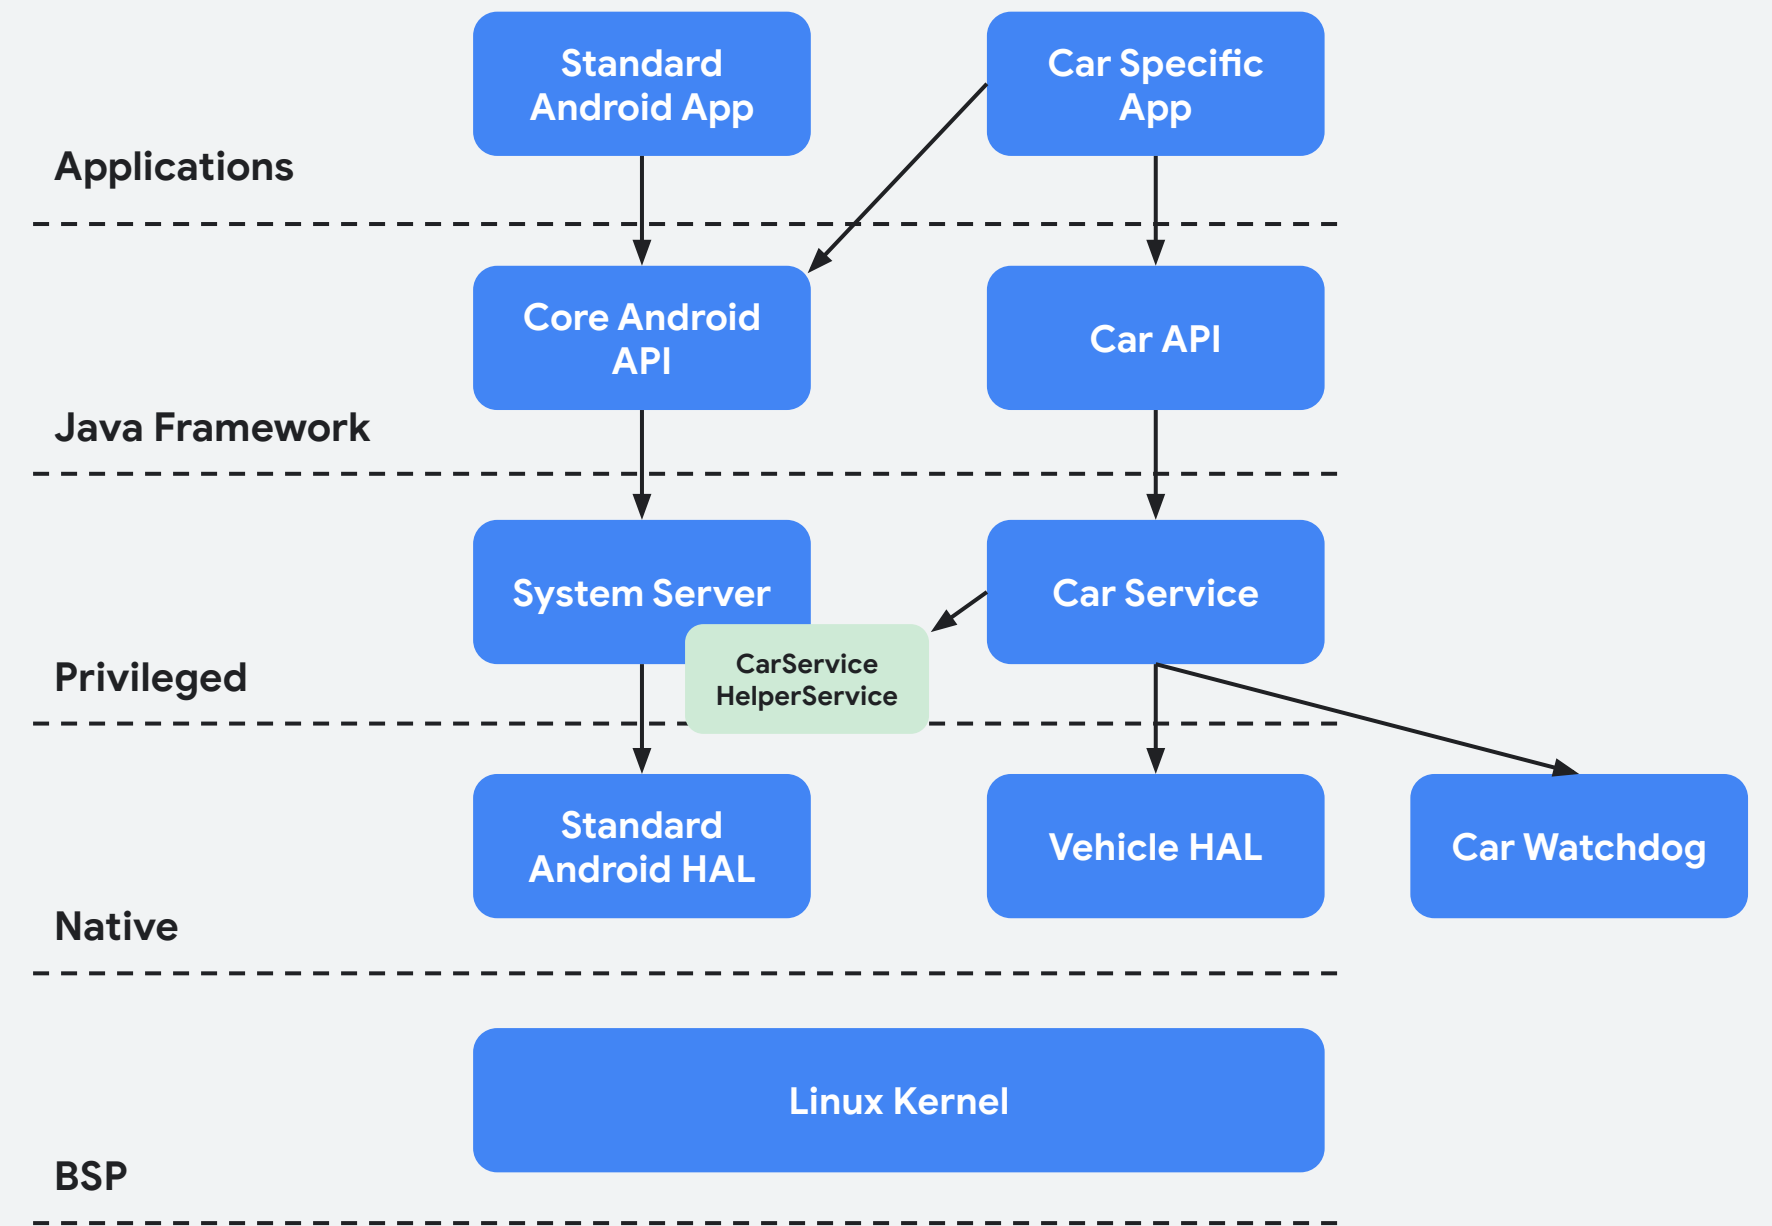 Standard
Android App
Car Specific
App
Applications
Core Android
API
Car API
Java Framework
System Server
Car Service
CarService
HelperService
Privileged
Standard
Android HAL
Vehicle HAL
Car Watchdog
Native
Linux Kernel
BSP